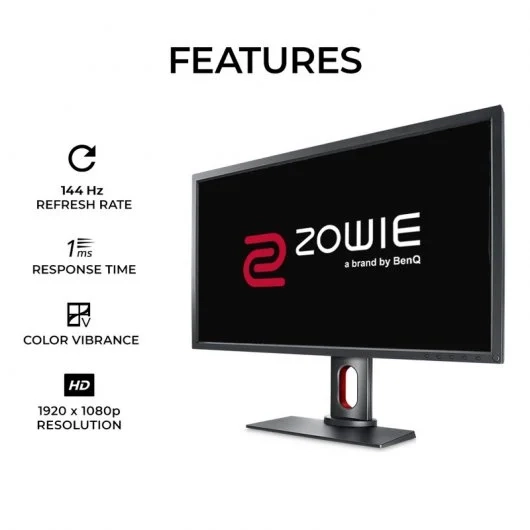 FEATURES
144 Hz
REFRESH RATE
1ms
RESPONSE TIME
V
COLOR VIBRANCE
HD
1920 x 1080p
RESOLUTION
ZOWIE
a brand by BenQ